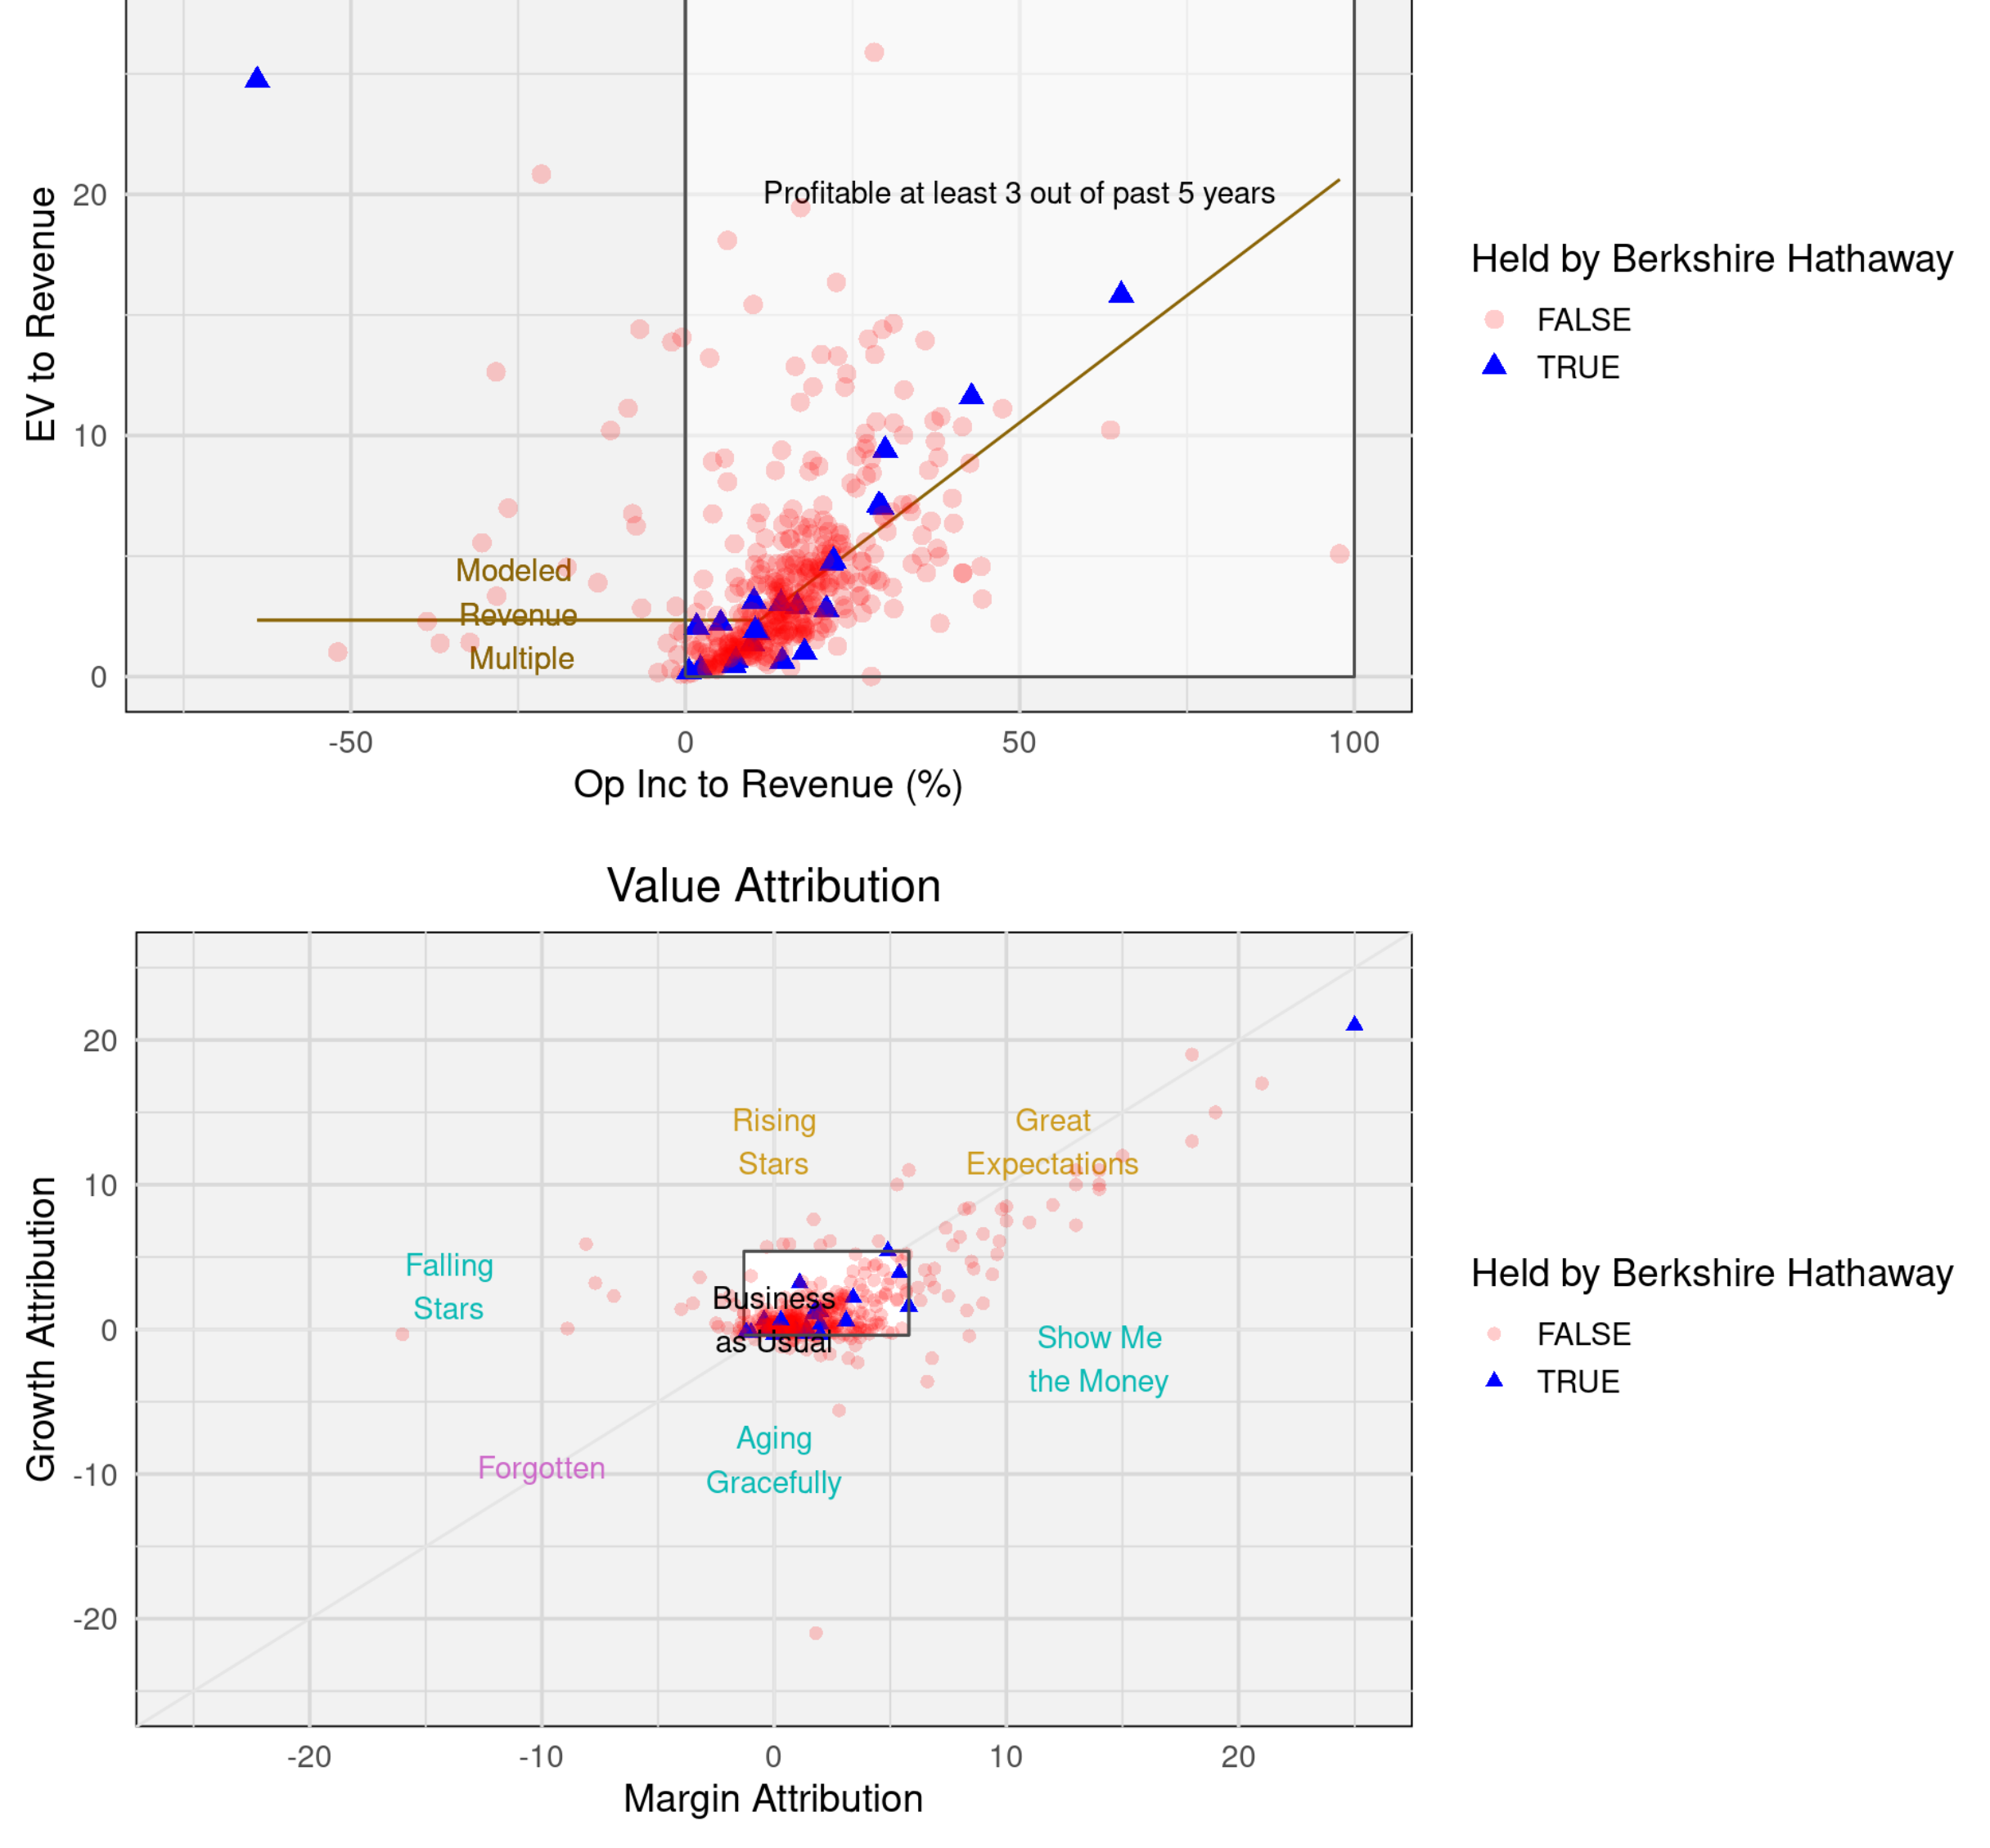 EV to Revenue
20
10
0
Profitable at least 3 out of past 5 years
Modeled
Revenue
Multiple
-50
0
50
100
Op Inc to Revenue (%)
Held by Berkshire Hathaway
FALSE
TRUE
Value Attribution
Growth Attribution
20
10
0
-10
-20
Rising
Stars
Great
Expectations
Falling
Stars
Business
as Usual
Show Me
the Money
Aging
Gracefully
Forgotten
-20
-10
0
10
20
Margin Attribution
Held by Berkshire Hathaway
FALSE
TRUE